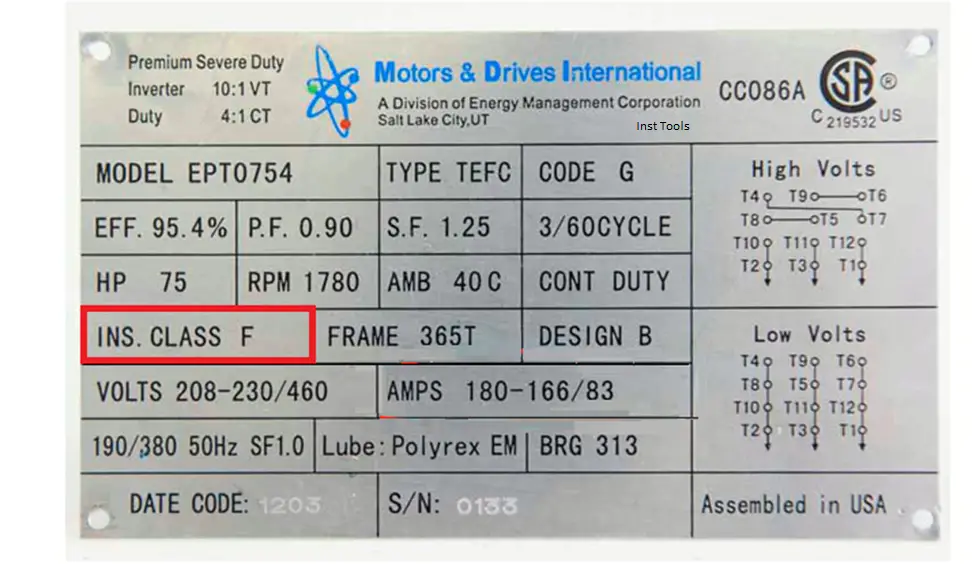 Premium Severe Duty
Inverter 10:1 VT
Duty 4:1 CT
Motors & Drives International
A Division of Energy Management Corporation
Salt Lake City,UT
Inst Tools
CC086A
SA ®
C 219532 US
MODEL EPT0754
TYPE TEFC
CODE G
EFF. 95.4%
P.F. 0.90
S.F. 1.25
3/60CYCLE
HP 75
RPM 1780
AMB 40C
CONT DUTY
INS. CLASS F
FRAME 365T
DESIGN B
VOLTS 208-230/460
AMPS 180-166/83
190/380 50Hz SF1.0
Lube: Polyrex EM
BRG 313
DATE CODE: 1203
S/N: 0133
High Volts
T4 T9 T6
T8 T5 T7
T10 T11 T12
T2 T3 T1
Low Volts
T4 T9 T6
T8 T5 T7
T10 T11 T12
T2 T3 T1
Assembled in USA